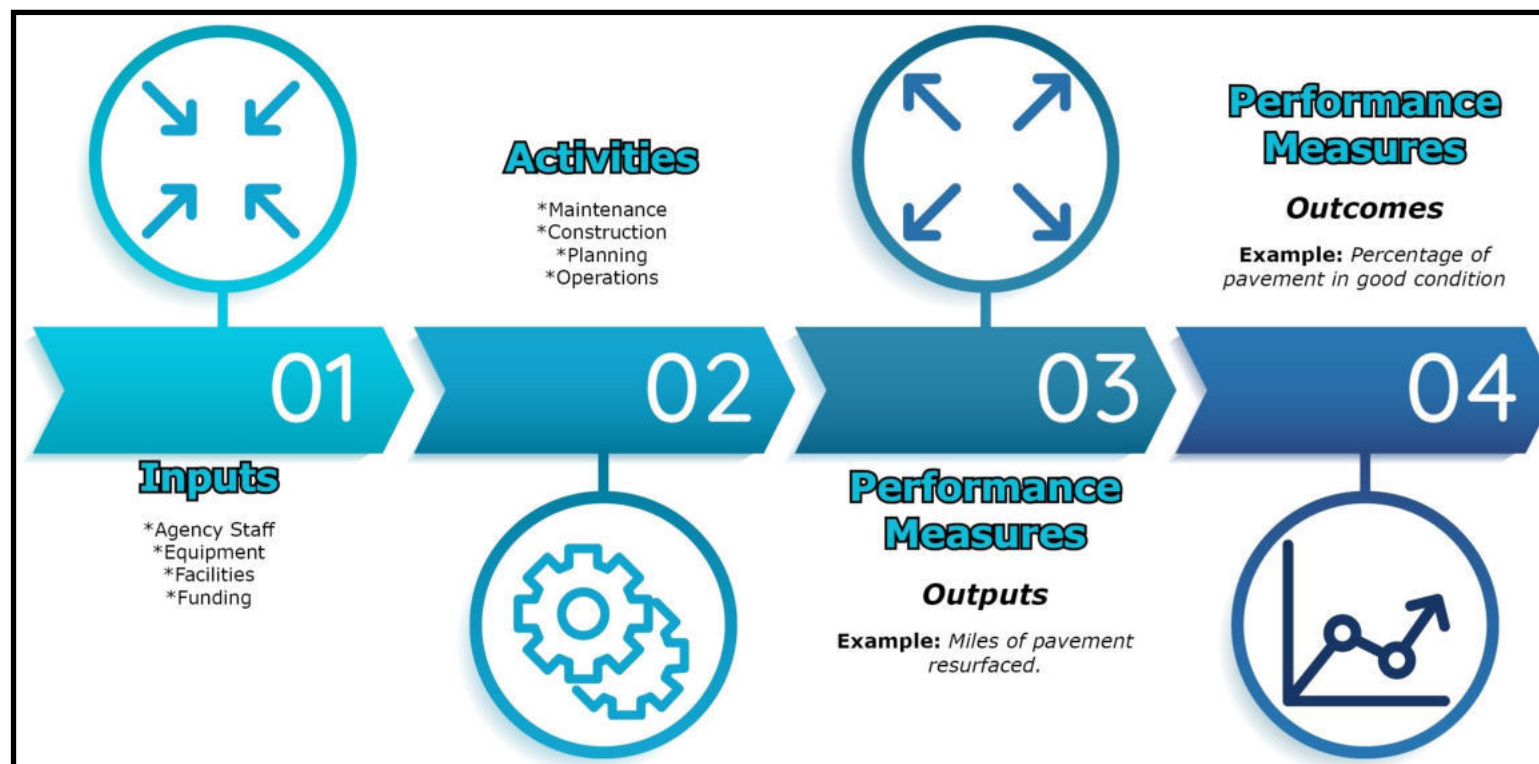 01
Inputs
*Agency Staff
*Equipment
*Facilities
*Funding
Activities
*Maintenance
*Construction
*Planning
*Operations
02
03
Performance
Measures
Outputs
Example: Miles of pavement
resurfaced.
Performance
Measures
Outcomes
Example: Percentage of
pavement in good condition
04